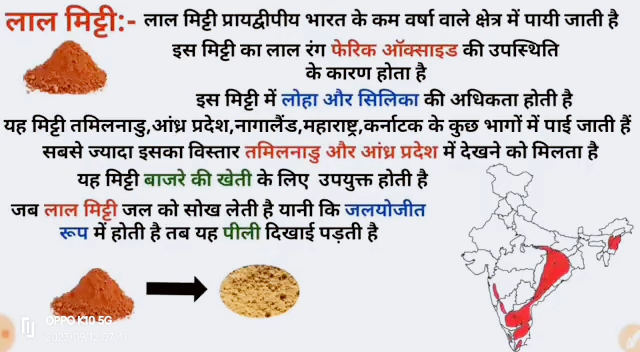 लाल मिट्टी:- लाल मिट्टी प्रायद्वीपीय भारत के कम वर्षा वाले क्षेत्र में पायी जाती है
इस मिट्टी का लाल रंग फेरिक ऑक्साइड की उपस्थिति
के कारण होता है
इस मिट्टी में लोहा और सिलिका की अधिकता होती है
यह मिट्टी तमिलनाडु,आंध्र प्रदेश,नागालैंड,महाराष्ट्र,कर्नाटक के कुछ भागों में पाई जाती हैं
सबसे ज्यादा इसका विस्तार तमिलनाडु और आंध्र प्रदेश में देखने को मिलता है
यह मिट्टी बाजरे की खेती के लिए उपयुक्त होती है
जब लाल मिट्टी जल को सोख लेती है यानी कि जलयोजीत
रूप में होती है तब यह पीली दिखाई पड़ती है
OPPO K10 5G